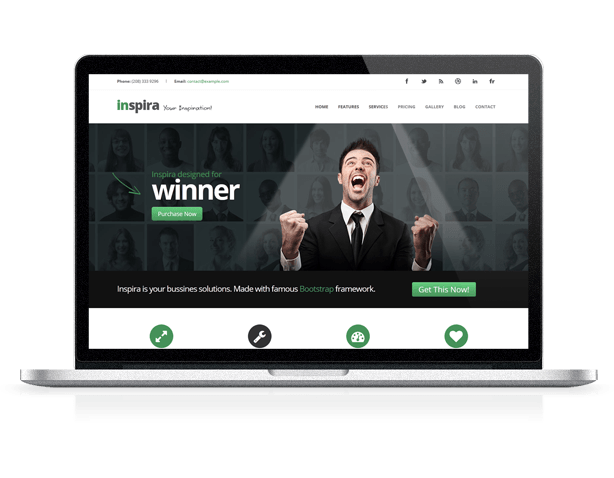 Phone: (208) 333 9296 | Email: contact@example.com
inspira Your Inspiration!
HOME FEATURES SERVICES PRICING GALLERY BLOG CONTACT
Inspira designed for
winner
Purchase Now
Inspira is your bussines solutions. Made with famous Bootstrap framework.
Get This Now!